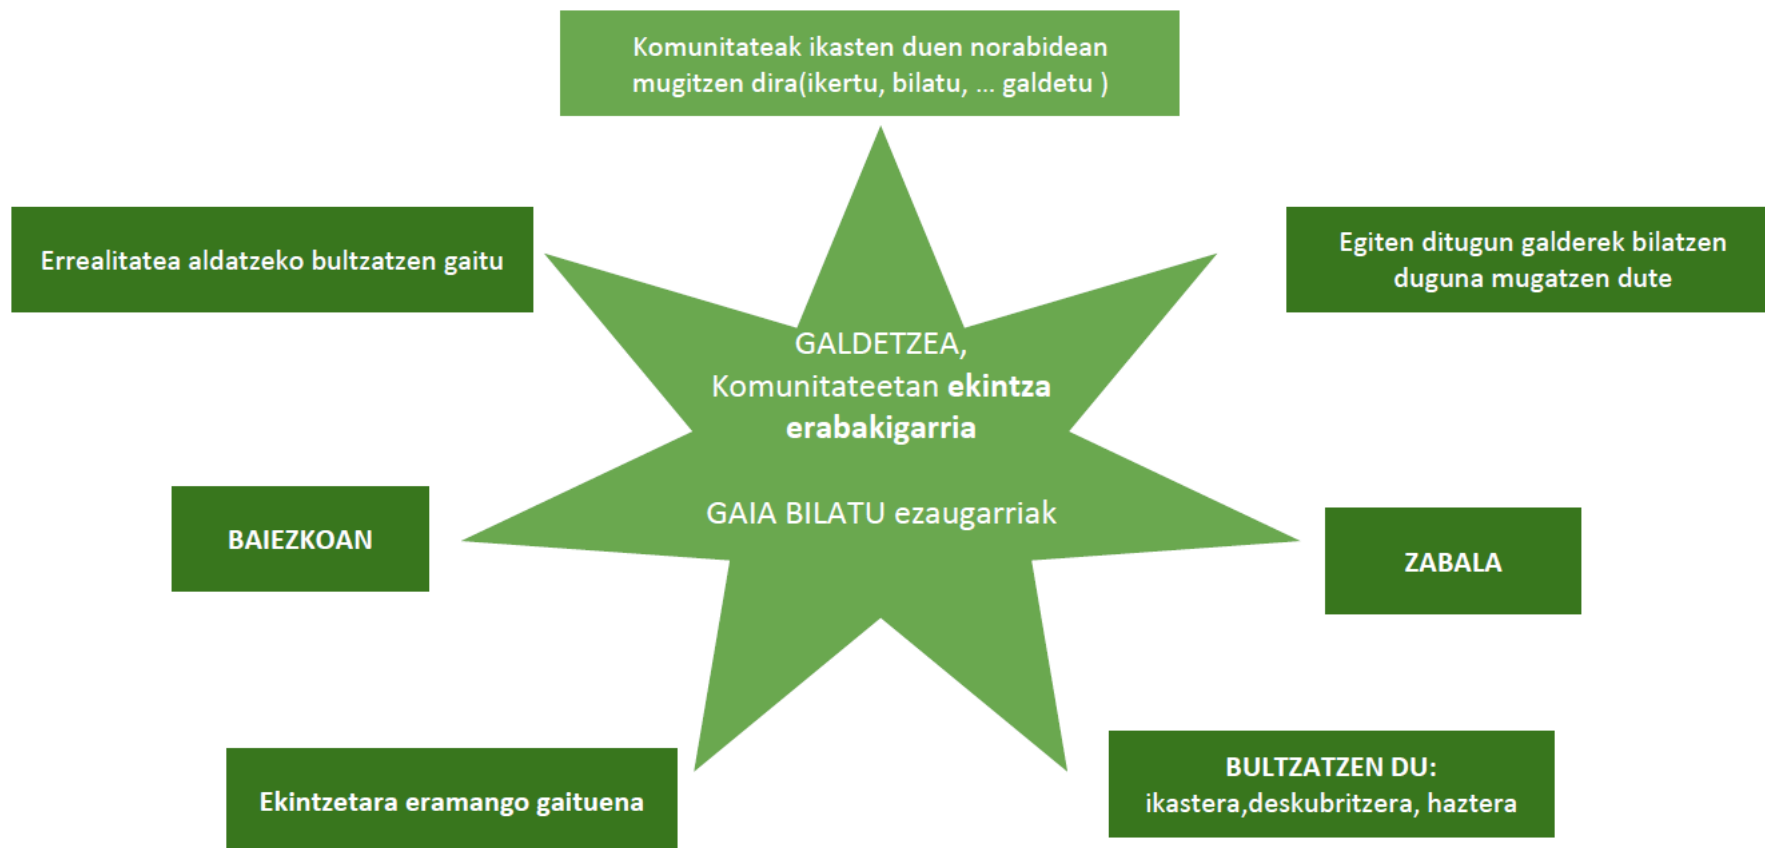 Komunitateak ikasten duen norabidean
mugitzen dira(ikertu, bilatu, ... galdetu )
Errealitatea aldatzeko bultzatzen gaitu
Egiten ditugun galderek bilatzen
duguna mugatzen dute
GALDETZEA,
Komunitateetan ekintza
erabakigarria
GAIA BILATU ezaugarriak
BAIEZKOAN
ZABALA
Ekintzetara eramango gaituena
BULTZATZEN DU:
ikastera,deskubritzera, haztera